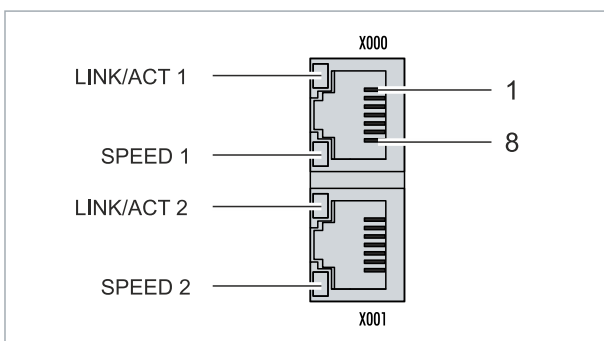 X000
LINK/ACT 1
1
8
SPEED 1
LINK/ACT 2
SPEED 2
X001